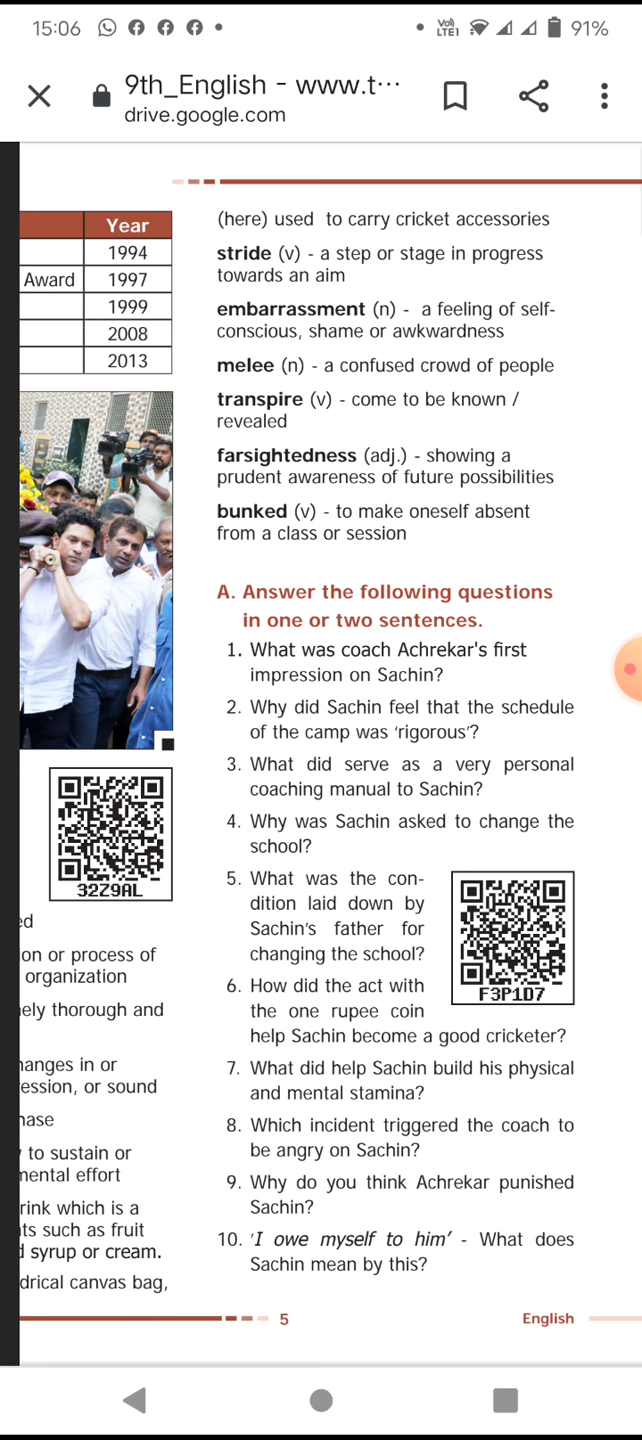 15:06
VoD LTE1 91%
9th_English - www.t···
drive.google.com
Year
1994
Award 1997
1999
2008
2013
32Z9AL
ed
on or process of
organization
ely thorough and
hanges in or
ession, or sound
hase
to sustain or
mental effort
rink which is a
ts such as fruit
d syrup or cream.
drical canvas bag,
(here) used to carry cricket accessories
stride (v) - a step or stage in progress
towards an aim
embarrassment (n) - a feeling of self-
conscious, shame or awkwardness
melee (n) - a confused crowd of people
transpire (v) - come to be known /
revealed
farsightedness (adj.) - showing a
prudent awareness of future possibilities
bunked (v) - to make oneself absent
from a class or session
A. Answer the following questions
in one or two sentences.
1. What was coach Achrekar's first
impression on Sachin?
2. Why did Sachin feel that the schedule
of the camp was 'rigorous'?
3. What did serve as a very personal
coaching manual to Sachin?
4. Why was Sachin asked to change the
school?
5. What was the con-
dition laid down by
Sachin's father for
changing the school?
F3P1D7
6. How did the act with
the one rupee coin
help Sachin become a good cricketer?
7. What did help Sachin build his physical
and mental stamina?
8. Which incident triggered the coach to
be angry on Sachin?
9. Why do you think Achrekar punished
Sachin?
10. 'I owe myself to him' - What does
Sachin mean by this?
5
English